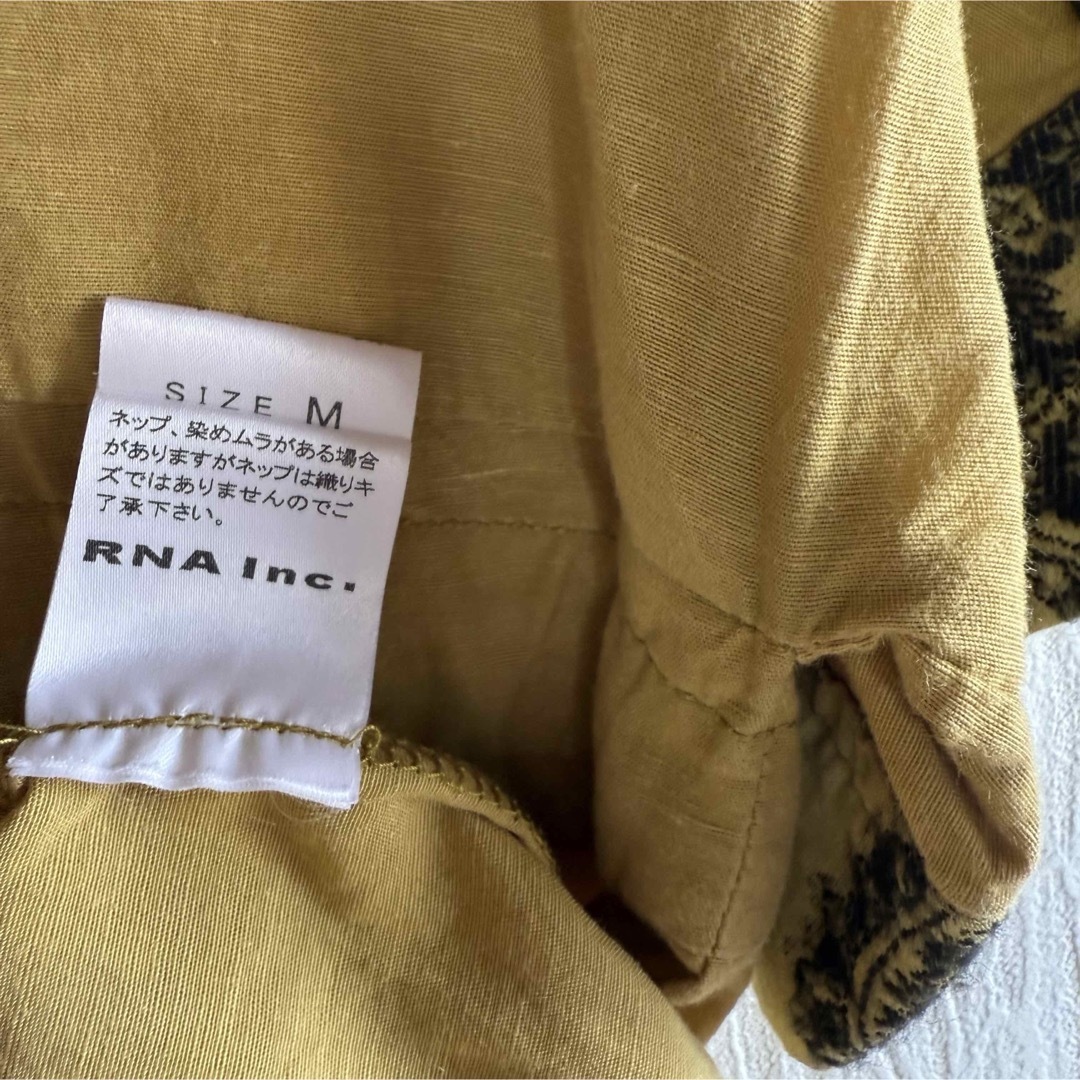 SIZE M
ネップ、染めムラがある場合
がありますがネップは織りキ
ズではありませんのでご
了承下さい。
RNA Inc.